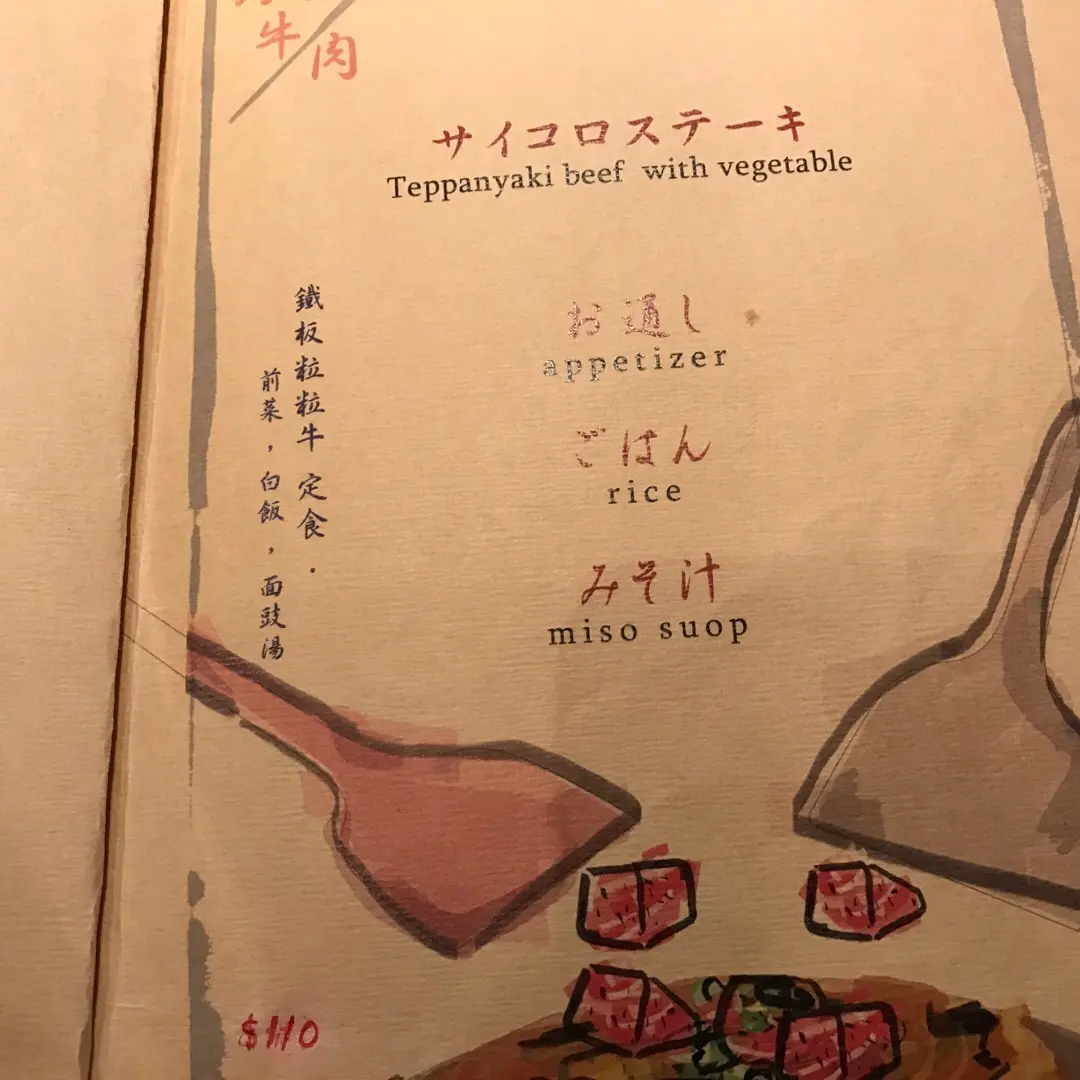 牛肉
サイコロステーキ
Teppanyaki beef with vegetable
鐵板粒粒牛 定食.
前菜，白飯，面豉湯
お通し
appetizer
ごはん
rice
みそ汁
miso suop
$110